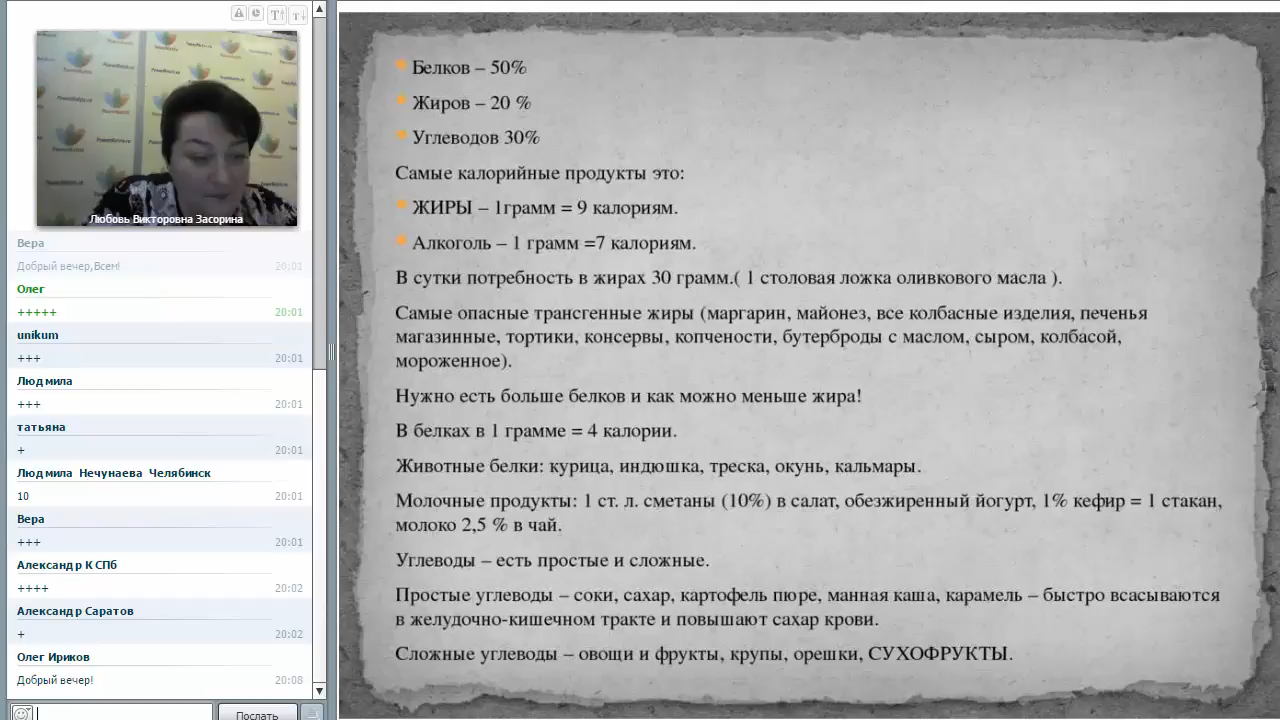 Любовь Викторовна Засорина
Вера
Добрый вечер,Всем! 20:01
Олег
+++++ 20:01
unikum
+++ 20:01
Людмила
+++ 20:01
татьяна
+ 20:01
Людмила Нечунаева Челябинск
10 20:01
Вера
+++ 20:01
Александр К СПб
++++ 20:02
Александр Саратов
+ 20:02
Олег Ириков
Добрый вечер! 20:08
Послать
Белков – 50%
Жиров – 20 %
Углеводов 30%
Самые калорийные продукты это:
ЖИРЫ – 1грамм = 9 калориям.
Алкоголь – 1 грамм =7 калориям.
В сутки потребность в жирах 30 грамм.( 1 столовая ложка оливкового масла ).
Самые опасные трансгенные жиры (маргарин, майонез, все колбасные изделия, печенья
магазинные, тортики, консервы, копчености, бутерброды с маслом, сыром, колбасой,
мороженное).
Нужно есть больше белков и как можно меньше жира!
В белках в 1 грамме = 4 калории.
Животные белки: курица, индюшка, треска, окунь, кальмары.
Молочные продукты: 1 ст. л. сметаны (10%) в салат, обезжиренный йогурт, 1% кефир = 1 стакан,
молоко 2,5 % в чай.
Углеводы – есть простые и сложные.
Простые углеводы – соки, сахар, картофель пюре, манная каша, карамель – быстро всасываются
в желудочно-кишечном тракте и повышают сахар крови.
Сложные углеводы – овощи и фрукты, крупы, орешки, СУХОФРУКТЫ.